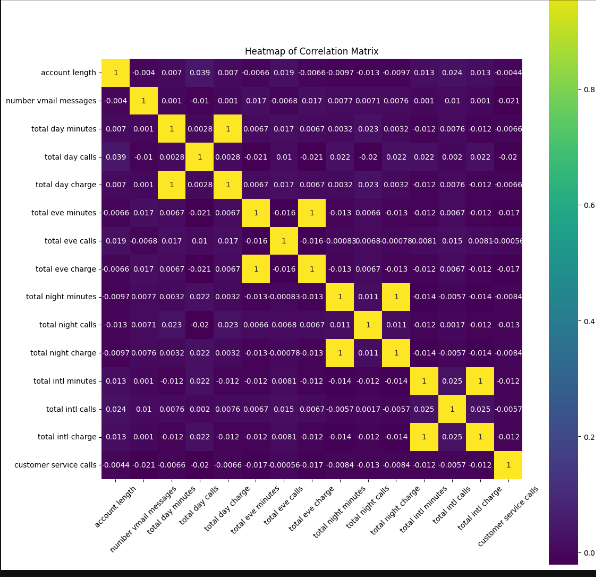 Heatmap of Correlation Matrix
account length 1 -0.004 0.007 0.039 0.007 -0.0066 0.019 -0.0066 -0.0097 -0.013 -0.0097 0.013 0.024 0.013 -0.0044
number vmail messages -0.004 1 0.001 -0.01 0.001 0.017 -0.0068 0.017 0.0077 0.0071 0.0076 0.001 0.01 0.001 -0.021
total day minutes 0.007 0.001 1 0.0028 1 0.0067 0.017 0.0067 0.0032 0.023 0.0032 -0.012 0.0076 -0.012 -0.0066
total day calls 0.039 -0.01 0.0028 1 0.0028 -0.021 0.01 -0.021 0.022 -0.02 0.022 0.022 0.002 0.022 -0.02
total day charge 0.007 0.001 1 0.0028 1 0.0067 0.017 0.0067 0.0032 0.023 0.0032 -0.012 0.0076 -0.012 -0.0066
total eve minutes -0.0066 0.017 0.0067 -0.021 0.0067 1 -0.016 1 -0.013 0.0066 -0.013 -0.012 0.0067 -0.012 -0.017
total eve calls 0.019 -0.0068 0.017 0.01 0.017 -0.016 1 -0.016 -0.00083 0.0068 -0.00078 0.0081 0.015 0.0081 -0.00056
total eve charge -0.0066 0.017 0.0067 -0.021 0.0067 1 -0.016 1 -0.013 0.0067 -0.013 -0.012 0.0067 -0.012 -0.017
total night minutes -0.0097 0.0077 0.0032 0.022 0.0032 -0.013 -0.00083 -0.013 1 0.011 1 -0.014 -0.0057 -0.014 -0.0084
total night calls -0.013 0.0071 0.023 -0.02 0.023 0.0066 0.0068 0.0067 0.011 1 0.011 -0.012 0.0017 -0.012 -0.013
total night charge -0.0097 0.0076 0.0032 0.022 0.0032 -0.013 -0.00078 -0.013 1 0.011 1 -0.014 -0.0057 -0.014 -0.0084
total intl minutes 0.013 0.001 -0.012 0.022 -0.012 -0.012 0.0081 -0.012 -0.014 -0.012 -0.014 1 0.025 1 -0.012
total intl calls 0.024 0.01 0.0076 0.002 0.0076 0.0067 0.015 0.0067 -0.0057 0.0017 -0.0057 0.025 1 0.025 -0.0057
total intl charge 0.013 0.001 -0.012 0.022 -0.012 -0.012 0.0081 -0.012 -0.014 -0.012 -0.014 1 0.025 1 -0.012
customer service calls -0.0044 -0.021 -0.0066 -0.02 -0.0066 -0.017 -0.00056 -0.017 -0.0084 -0.013 -0.0084 -0.012 -0.0057 -0.012 1
account length
number vmail messages
total day minutes
total day calls
total day charge
total eve minutes
total eve calls
total eve charge
total night minutes
total night calls
total night charge
total intl minutes
total intl calls
total intl charge
customer service calls
0.8
0.6
0.4
0.2
0.0